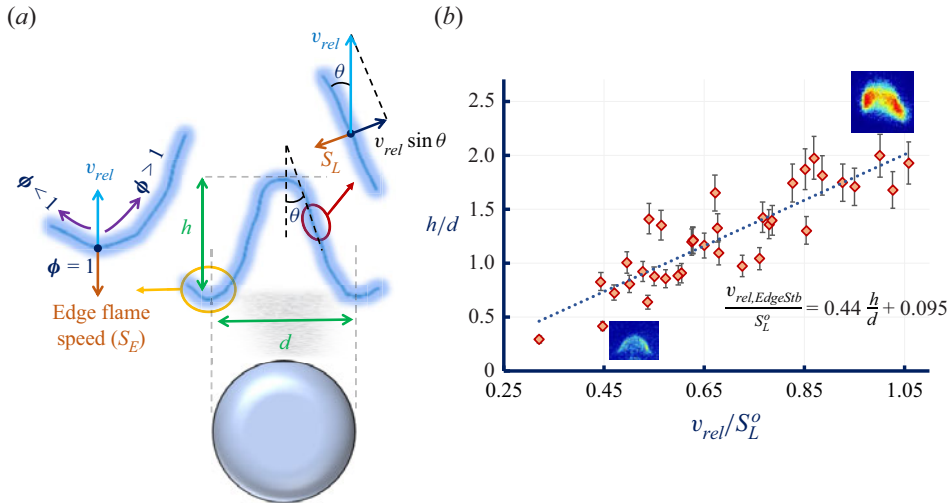 (a)
v_rel
θ
v_rel
ϕ < 1
ϕ > 1
S_L
v_rel sin θ
h
θ
ϕ = 1
Edge flame
speed (S_E)
d
(b)
2.5
2.0
1.5
h/d
1.0
0.5
0
v_rel,EdgeStb / S_L^o = 0.44 h/d + 0.095
0.25 0.45 0.65 0.85 1.05
v_rel/S_L^o